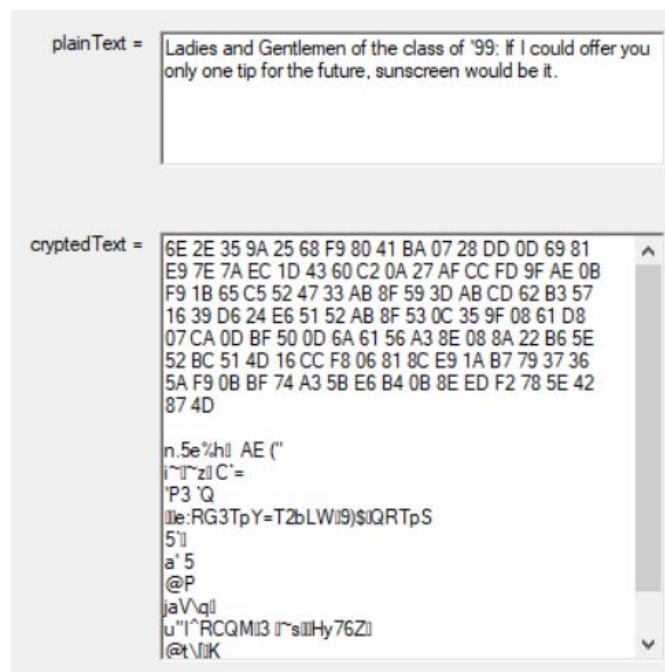 plainText =
Ladies and Gentlemen of the class of '99: If I could offer you
only one tip for the future, sunscreen would be it.
cryptedText =
6E 2E 35 9A 25 68 F9 80 41 BA 07 28 DD 0D 69 81
E9 7E 7A EC 1D 43 60 C2 0A 27 AF CC FD 9F AE 0B
F9 1B 65 C5 52 47 33 AB 8F 59 3D AB CD 62 B3 57
16 39 D6 24 E6 51 52 AB 8F 53 0C 35 9F 08 61 D8
07 CA 0D BF 50 0D 6A 61 56 A3 8E 08 8A 22 B6 5E
52 BC 51 4D 16 CC F8 06 81 8C E9 1A B7 79 37 36
5A F9 0B BF 74 A3 5B E6 B4 0B 8E ED F2 78 5E 42
87 4D
n.5e%h AE ("
C`=
"P3 `Q
e:RG3TpY=T2bLW 9)$ QRTpS
5`
a' 5
@P
jaV\q
u"I^RCQM 3 Hy76Z